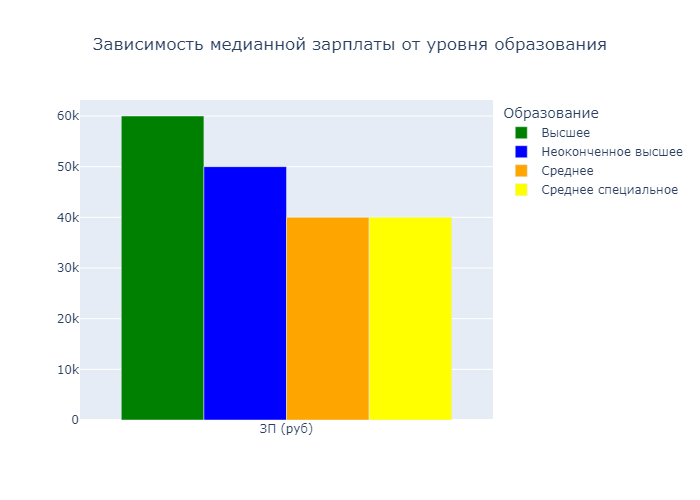 Зависимость медианной зарплаты от уровня образования
60k
50k
40k
30k
20k
10k
0
ЗП (руб)
Образование
Высшее
Неоконченное высшее
Среднее
Среднее специальное